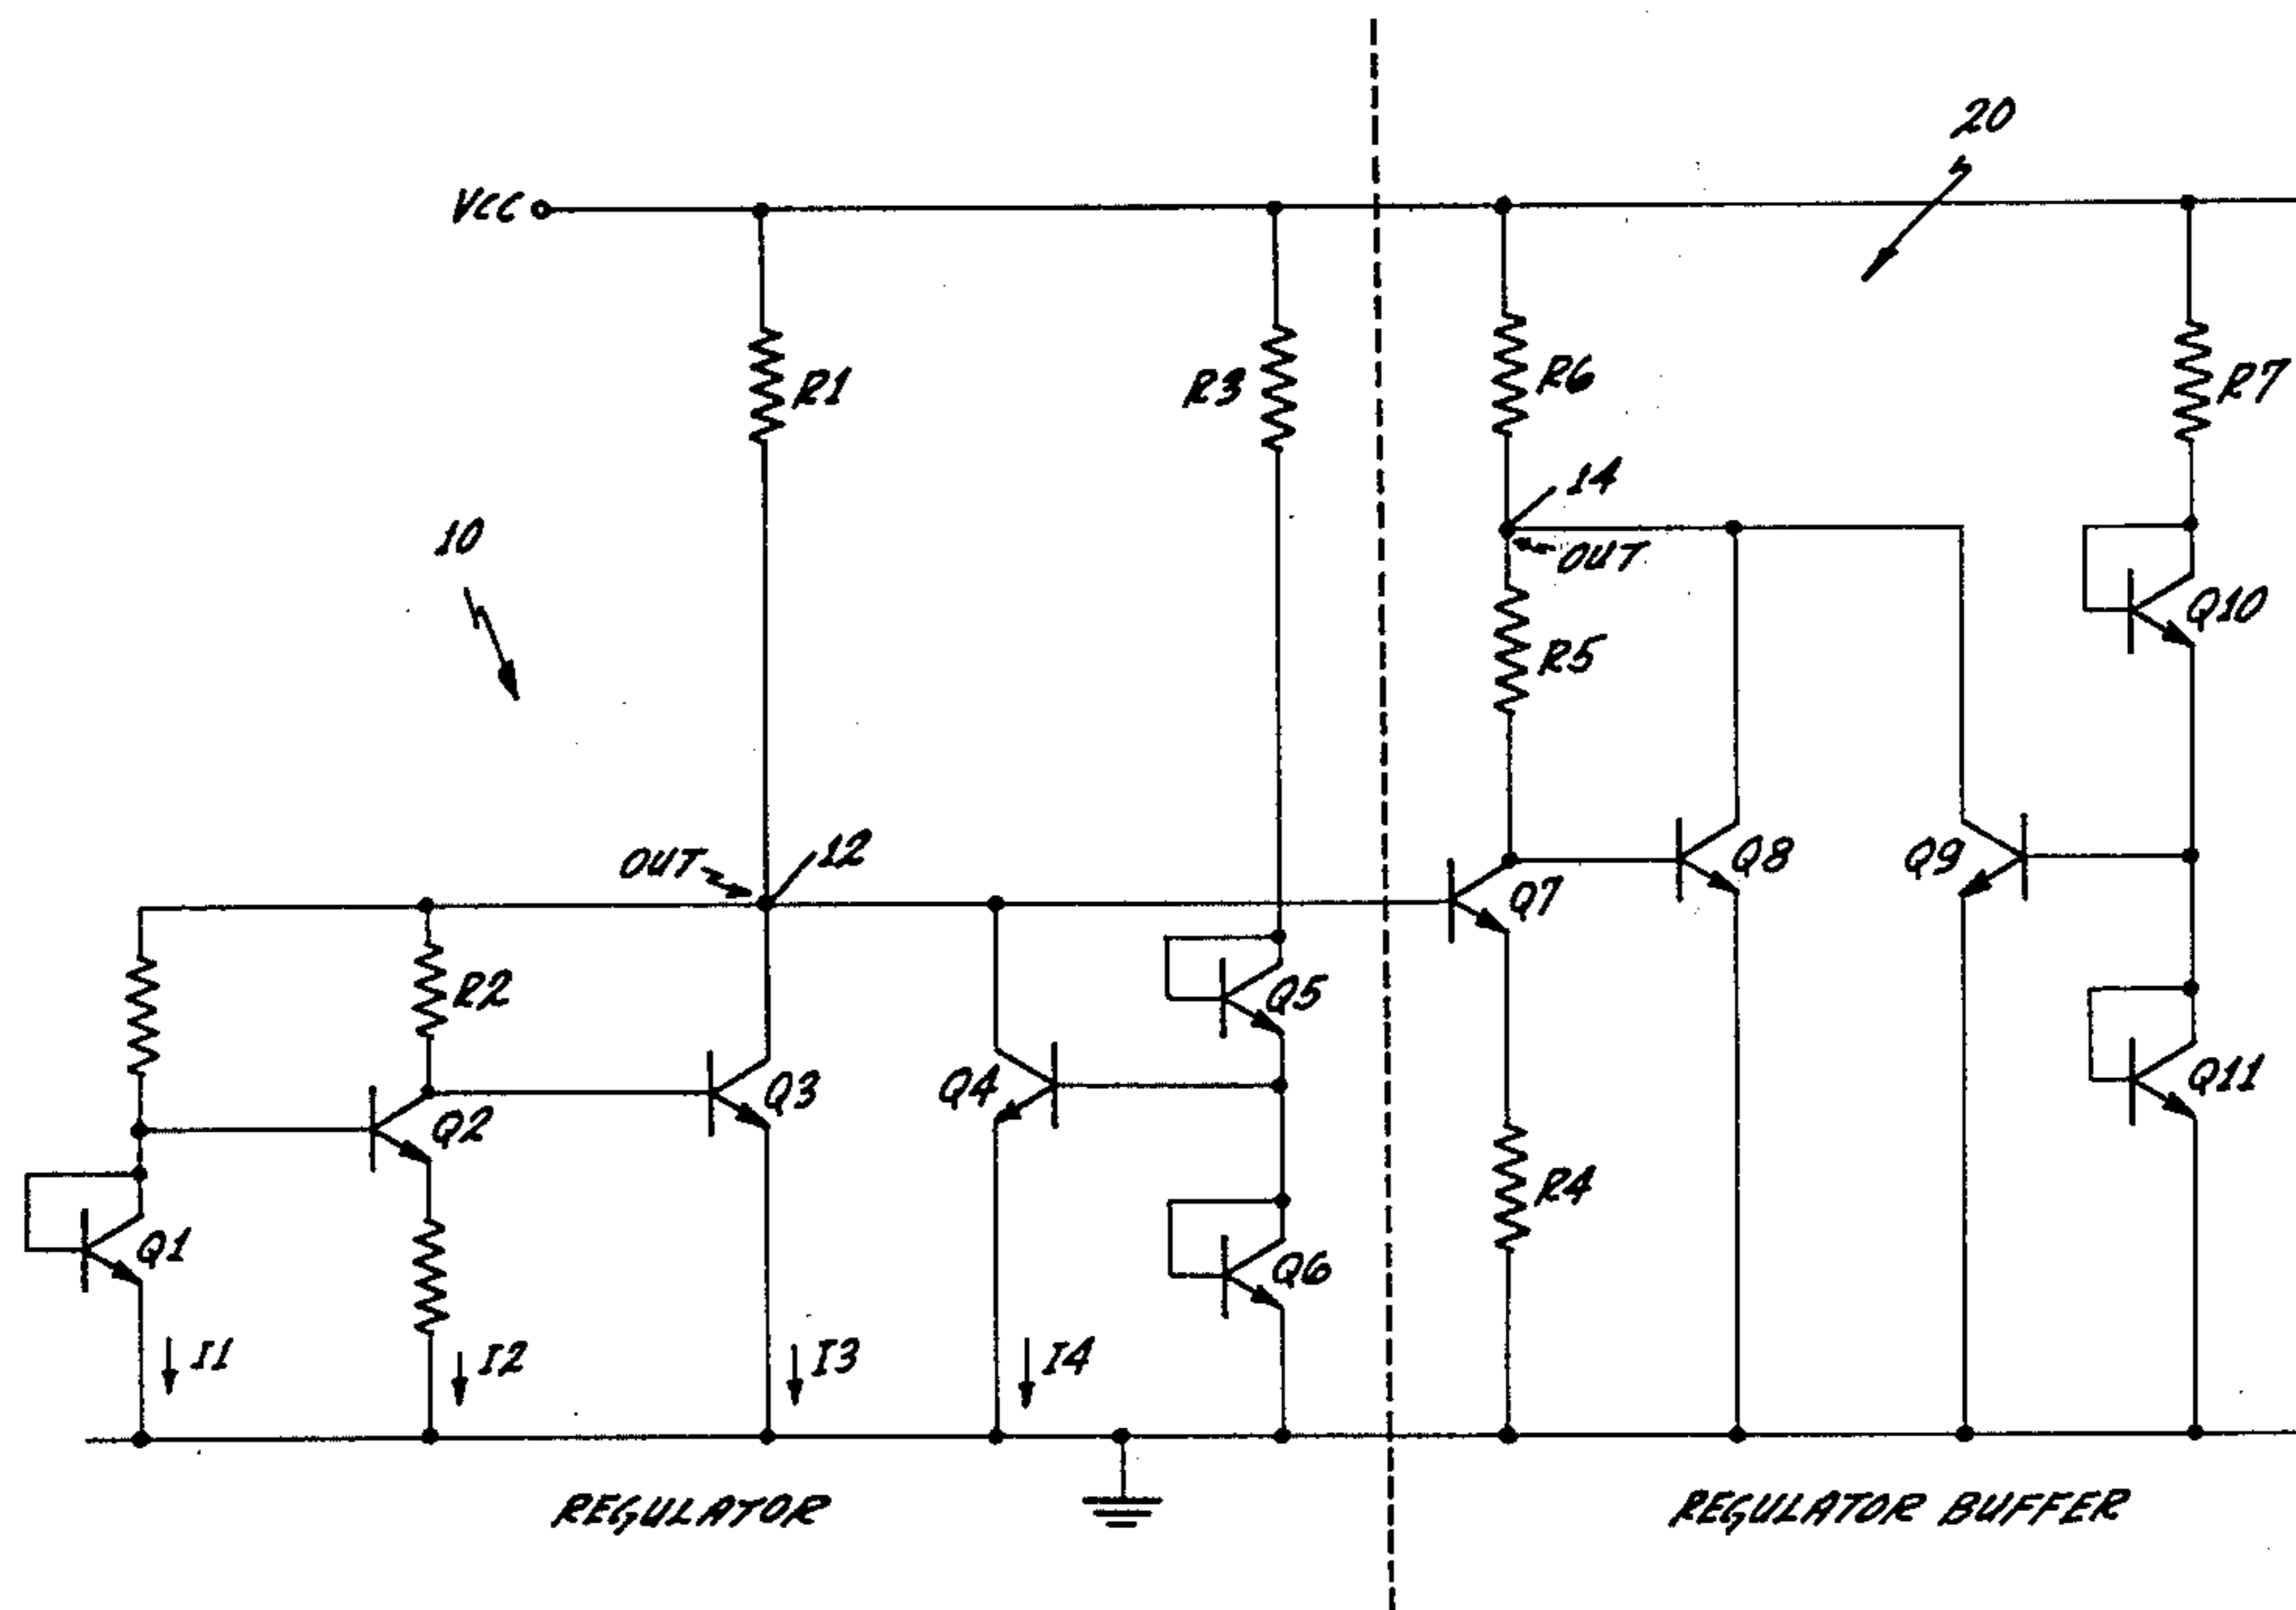 20
VCC
R1
R3
R6
R7
14
OUT
10
Q10
R5
OUT
12
Q8
Q9
Q7
R2
Q5
Q3
Q4
Q2
Q11
R4
Q1
Q6
I1
I2
I3
I4
REGULATOR
REGULATOR BUFFER